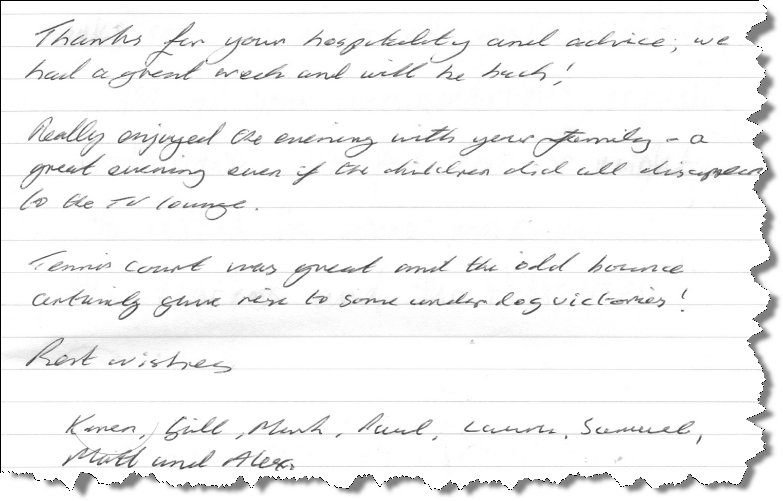 Thanks for your hospitality and advice, we
had a great week and will be back!
Really enjoyed the evening with your family - a
great evening even if the children did all disappear
to the TV lounge.
Tennis court was great and the odd bounce
certainly gave rise to some underdog victories!
Best wishes
Karen, Gill, Mark, Paul, Laura, Samuel,
Matt and Alex.